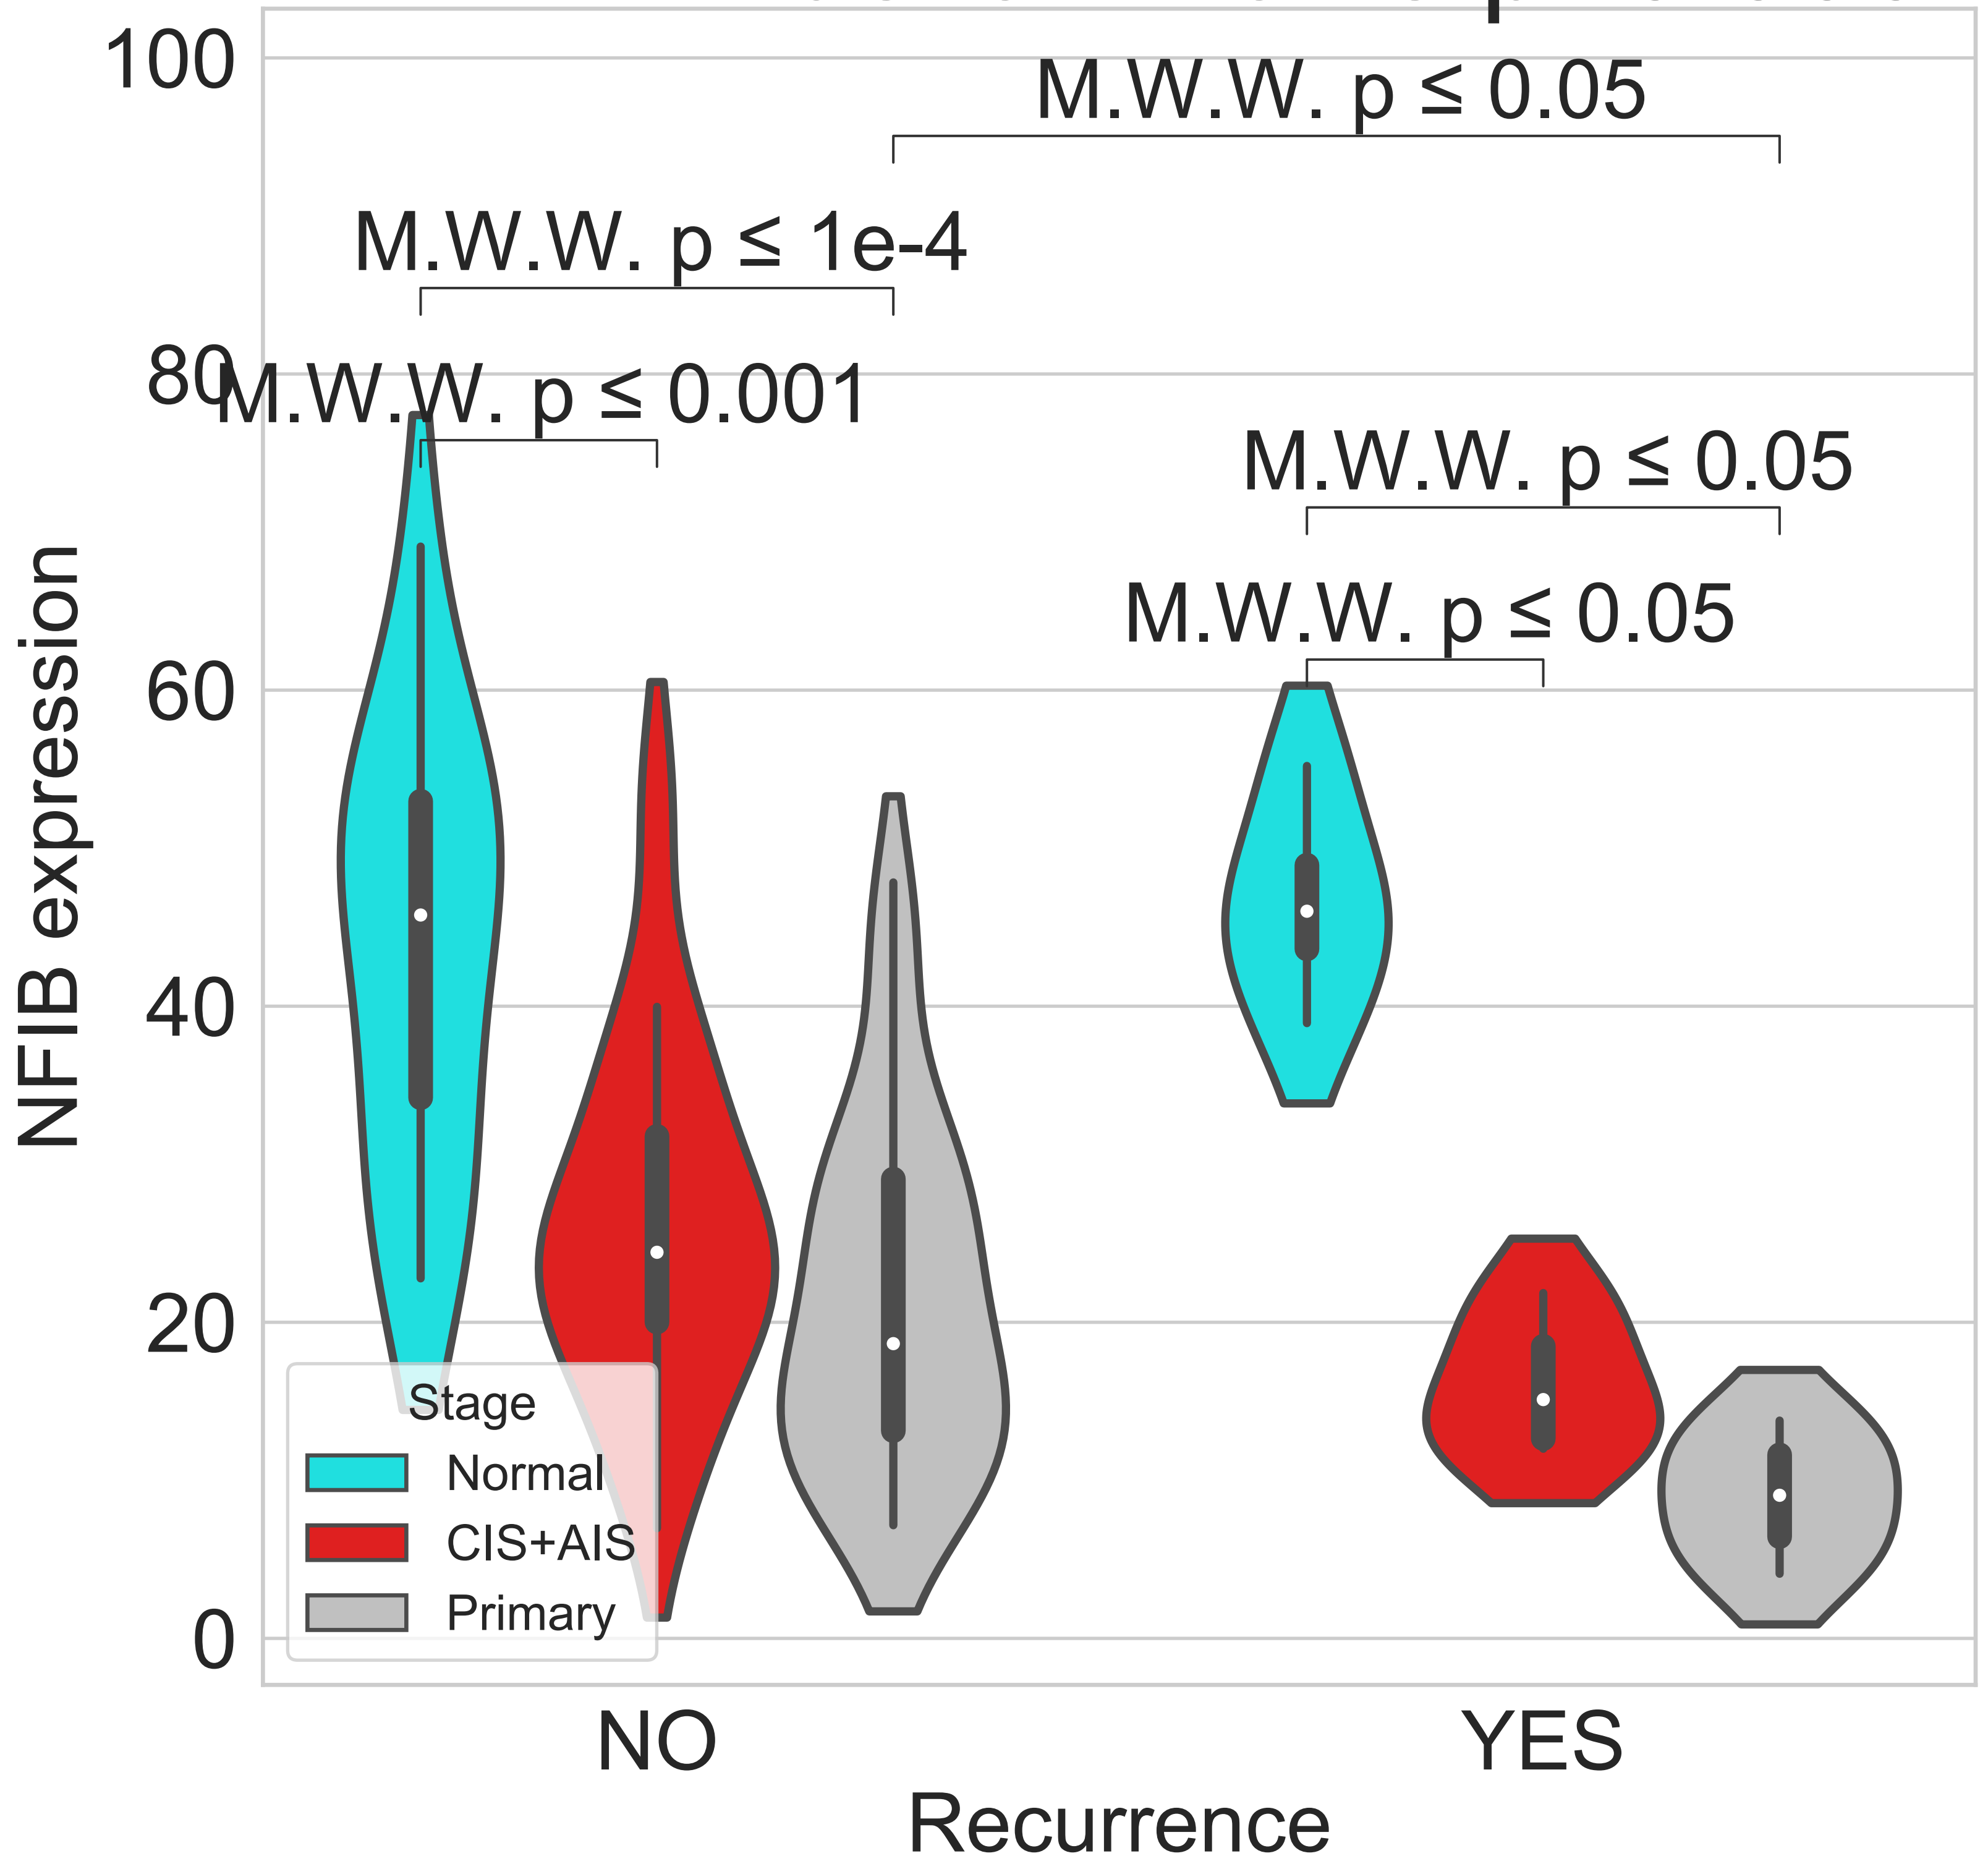 100
M.W.W. p ≤ 0.05
M.W.W. p ≤ 1e-4
80
M.W.W. p ≤ 0.001
M.W.W. p ≤ 0.05
M.W.W. p ≤ 0.05
60
NFIB expression
40
20
Stage
Normal
CIS+AIS
Primary
0
NO
YES
Recurrence